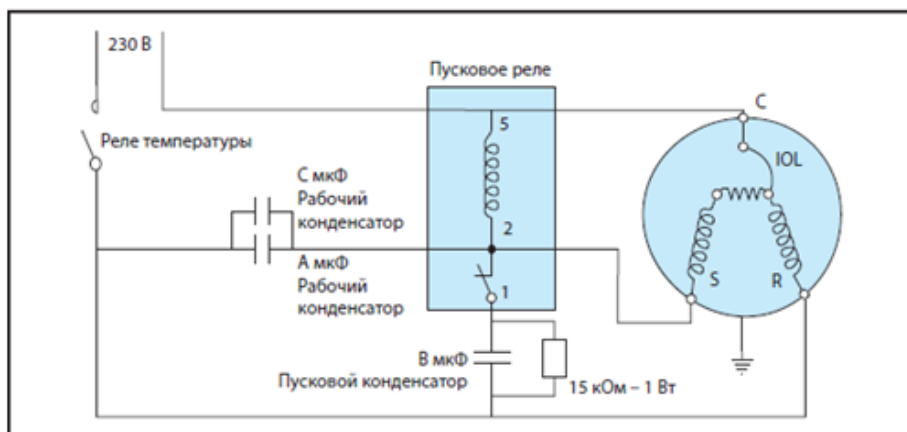 230 В
Пусковое реле
C
5
Реле температуры
IOL
C мкФ
Рабочий
конденсатор
2
A мкФ
Рабочий
конденсатор
S
R
1
B мкФ
Пусковой конденсатор
15 кОм – 1 Вт